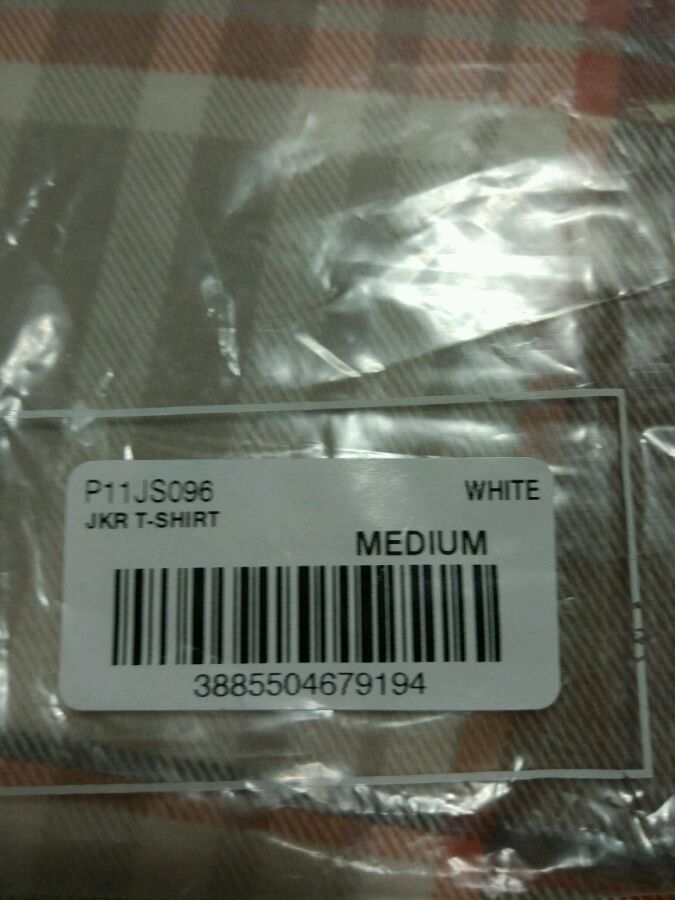 P11JS096 WHITE
JKR T-SHIRT
MEDIUM
3885504679194